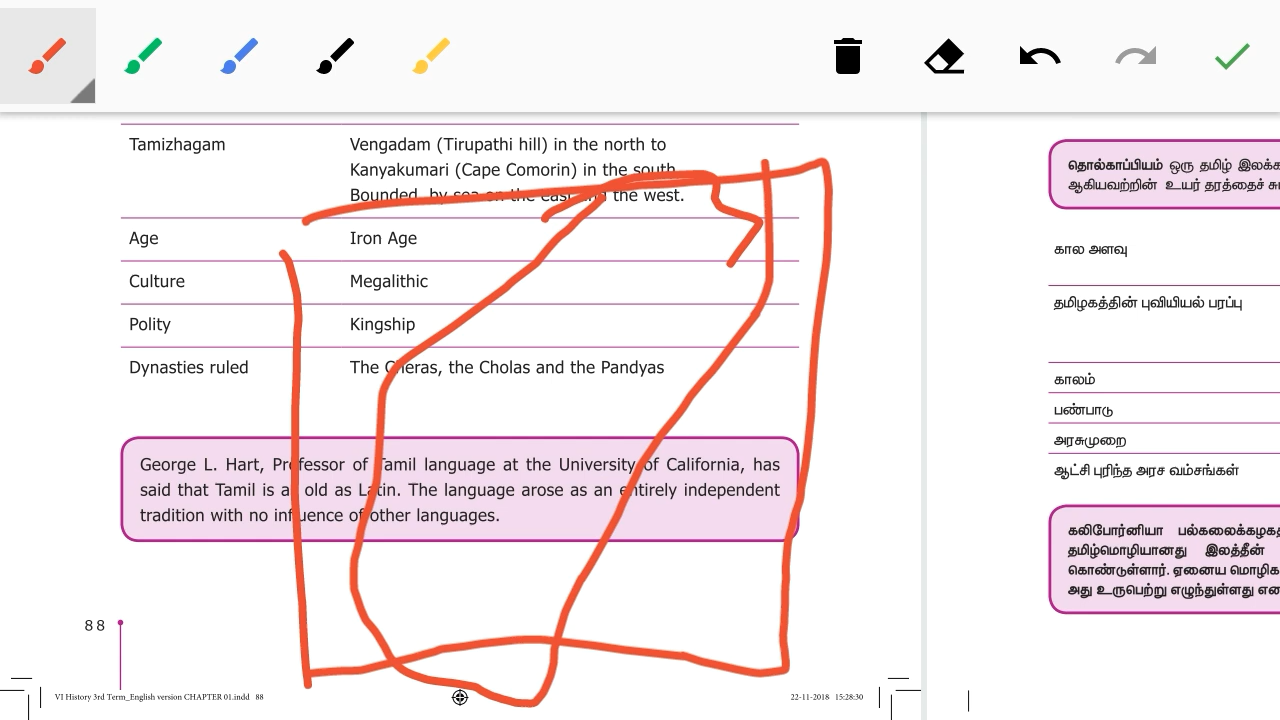 Tamizhagam
Vengadam (Tirupathi hill) in the north to
Kanyakumari (Cape Comorin) in the south
Bounded by sea on the east and the west.
Age
Iron Age
Culture
Megalithic
Polity
Kingship
Dynasties ruled
The Cheras, the Cholas and the Pandyas
George L. Hart, Professor of Tamil language at the University of California, has
said that Tamil is as old as Latin. The language arose as an entirely independent
tradition with no influence of other languages.
88
VI History 3rd Term_English version CHAPTER 01.indd 88
22-11-2018 15:28:30
தொல்காப்பியம் ஒரு தமிழ் இலக்க
ஆகியவற்றின் உயர் தரத்தைச்
கால அளவு
தமிழகத்தின் புவியியல் பரப்பு
காலம்
பண்பாடு
அரசுமுறை
ஆட்சி புரிந்த அரச வம்சங்கள்
கலிபோர்னியா பல்கலைக்கழகத
தமிழ்மொழியானது இலத்தீன்
கொண்டுள்ளார். ஏனைய மொழிக
அது உருபெற்று எழுந்துள்ளது என